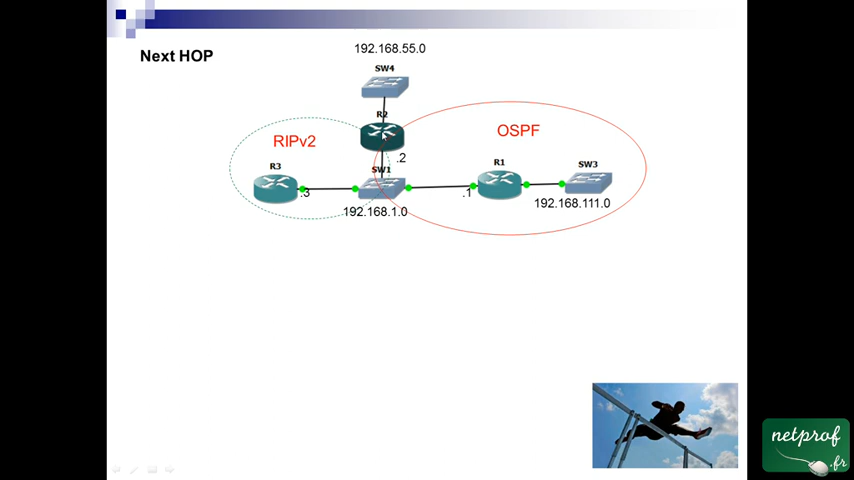 Next HOP
192.168.55.0
SW4
R2
RIPv2
OSPF
.2
R3
SW1
R1
SW3
.3
.1
192.168.1.0
192.168.111.0
netprof
.fr